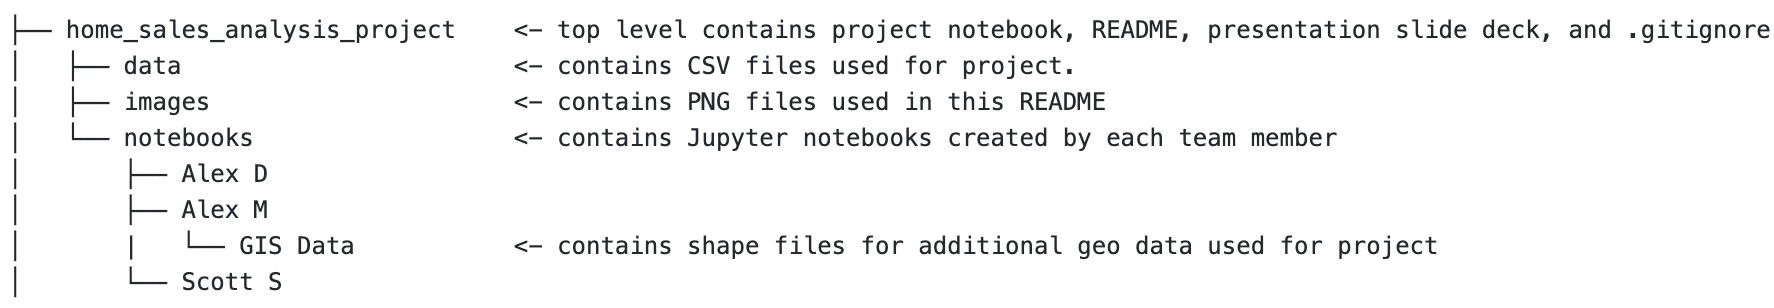 ├── home_sales_analysis_project    <- top level contains project notebook, README, presentation slide deck, and .gitignore
│   ├── data                       <- contains CSV files used for project.
│   ├── images                     <- contains PNG files used in this README
│   └── notebooks                  <- contains Jupyter notebooks created by each team member
│       ├── Alex D
│       ├── Alex M
│       |   └── GIS Data           <- contains shape files for additional geo data used for project
│       └── Scott S